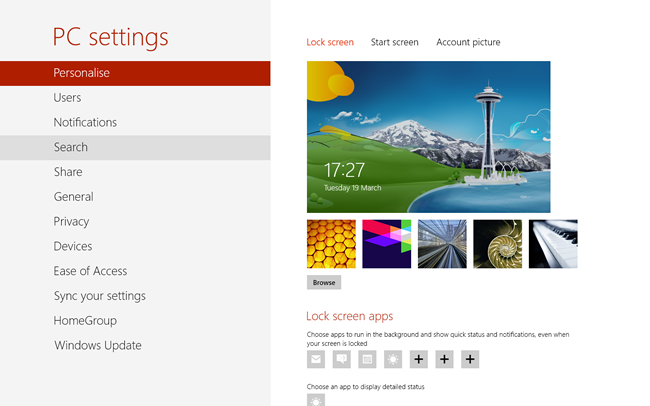 PC settings
Personalise
Users
Notifications
Search
Share
General
Privacy
Devices
Ease of Access
Sync your settings
HomeGroup
Windows Update
Lock screen Start screen Account picture
17:27
Tuesday 19 March
Browse
Lock screen apps
Choose apps to run in the background and show quick status and notifications, even when
your screen is locked
Choose an app to display detailed status